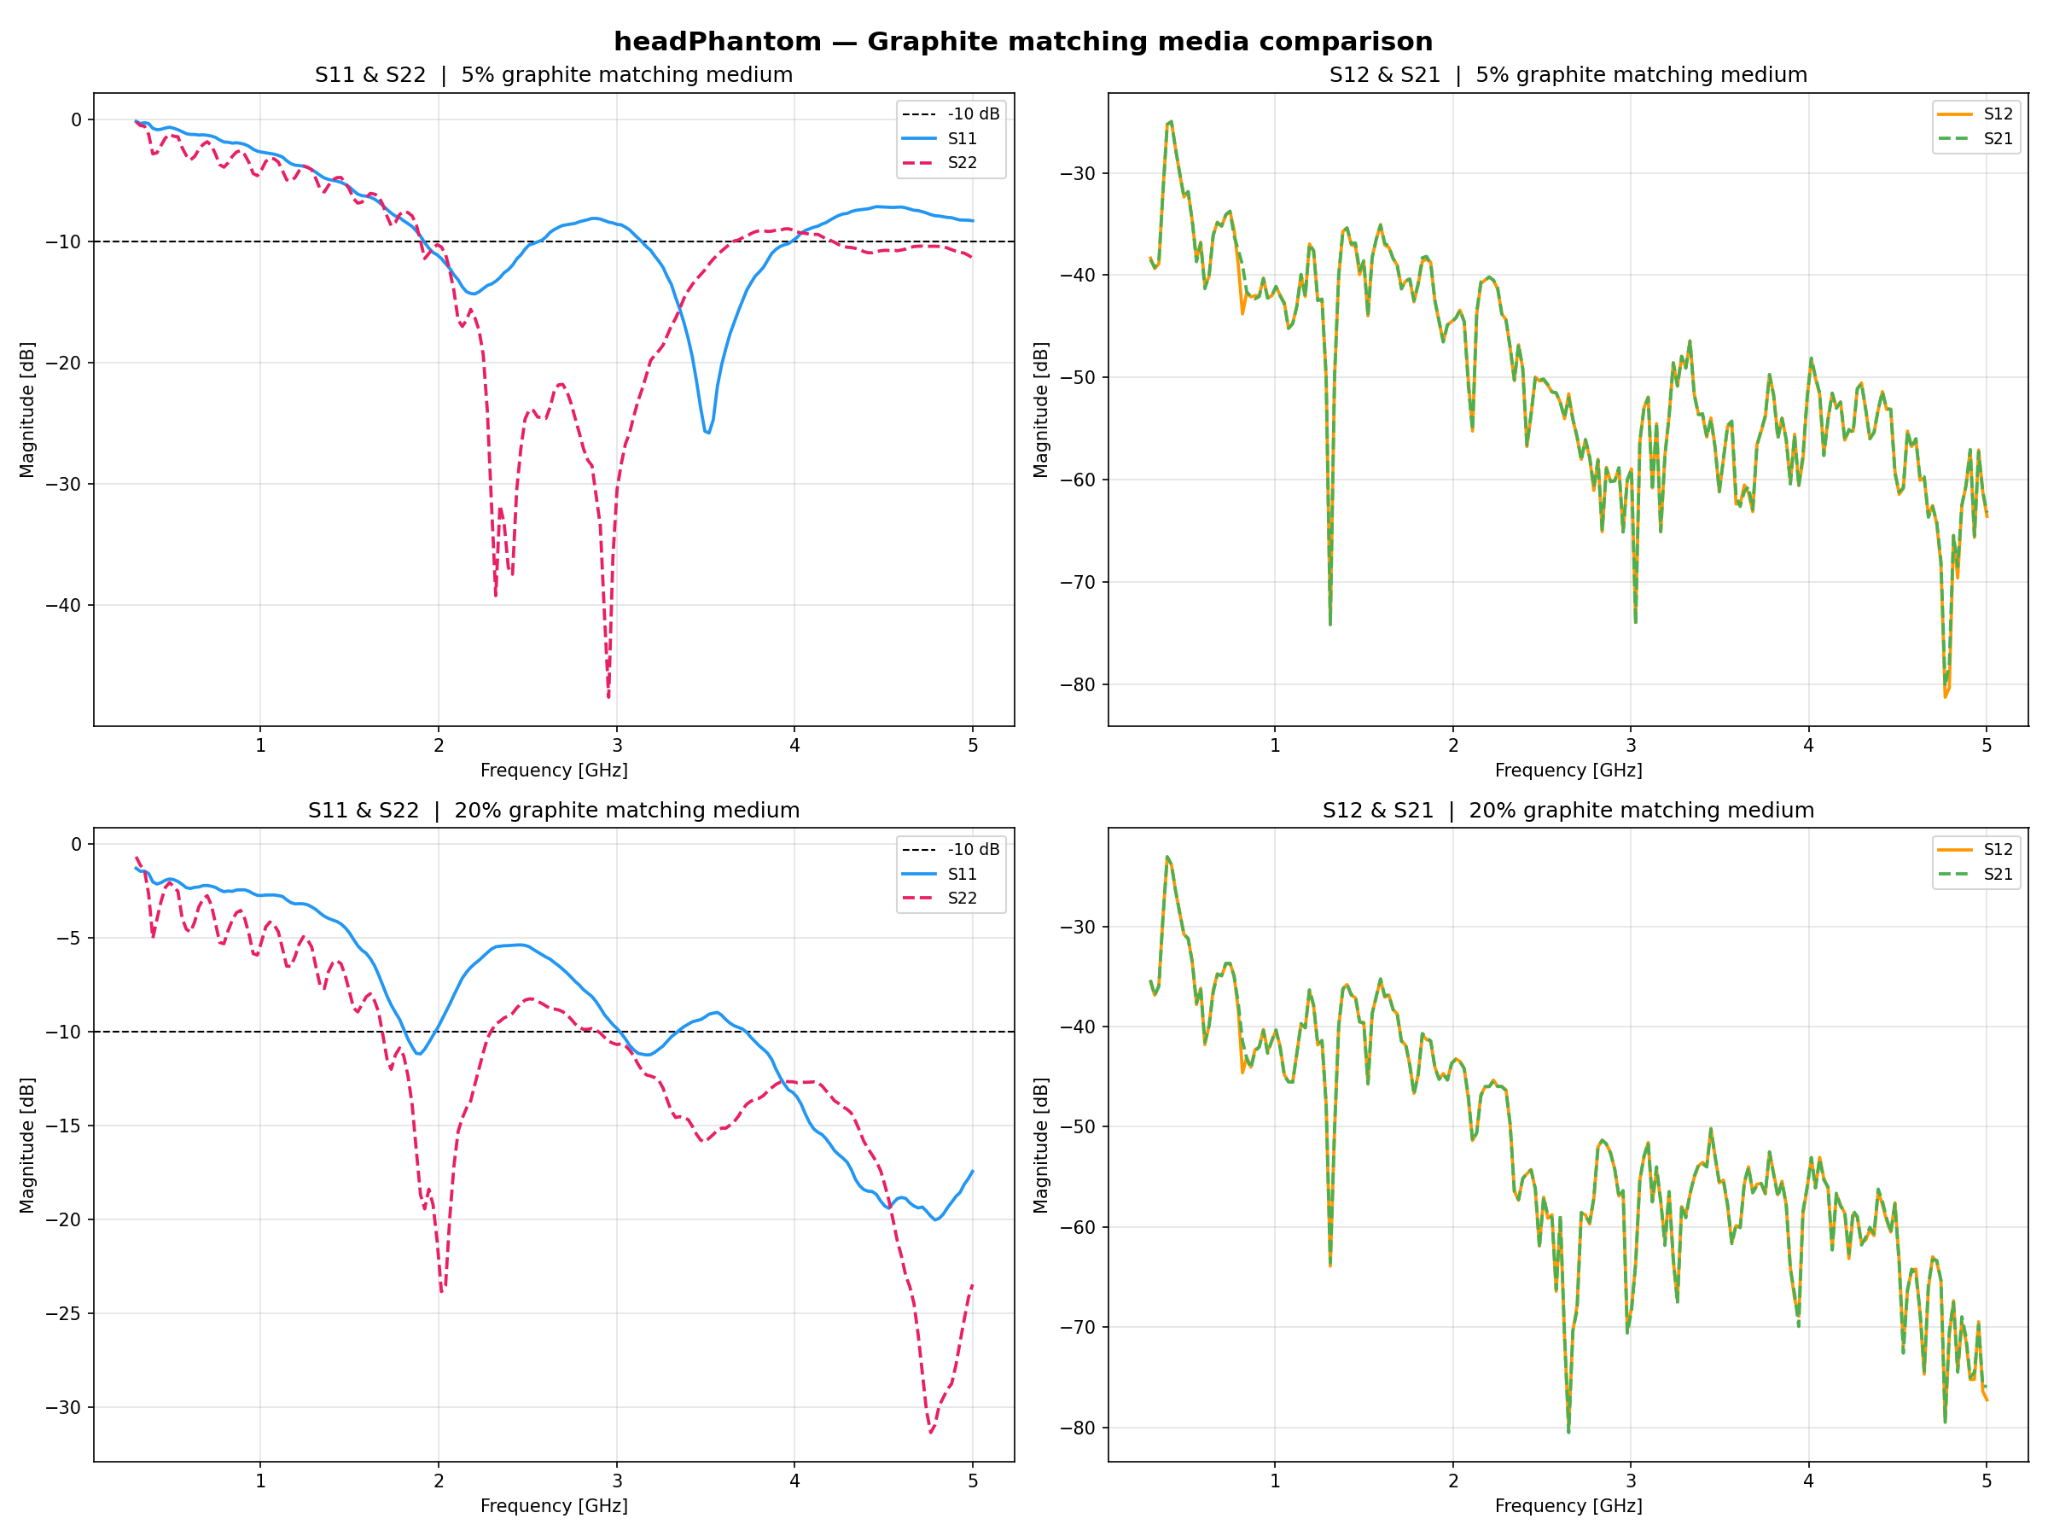 headPhantom — Graphite matching media comparison
S11 & S22 | 5% graphite matching medium
0
−10
−20
−30
−40
Magnitude [dB]
1
2
3
4
5
Frequency [GHz]
-10 dB
S11
S22
S12 & S21 | 5% graphite matching medium
−30
−40
−50
−60
−70
−80
Magnitude [dB]
1
2
3
4
5
Frequency [GHz]
S12
S21
S11 & S22 | 20% graphite matching medium
0
−5
−10
−15
−20
−25
−30
Magnitude [dB]
1
2
3
4
5
Frequency [GHz]
-10 dB
S11
S22
S12 & S21 | 20% graphite matching medium
−30
−40
−50
−60
−70
−80
Magnitude [dB]
1
2
3
4
5
Frequency [GHz]
S12
S21